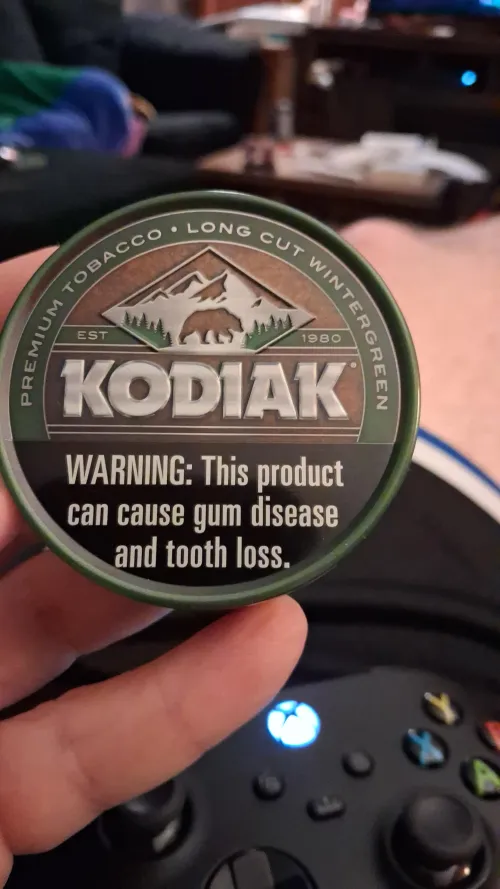 PREMIUM TOBACCO • LONG CUT WINTERGREEN
EST 1980
KODIAK
WARNING: This product
can cause gum disease
and tooth loss.
Y
X
A